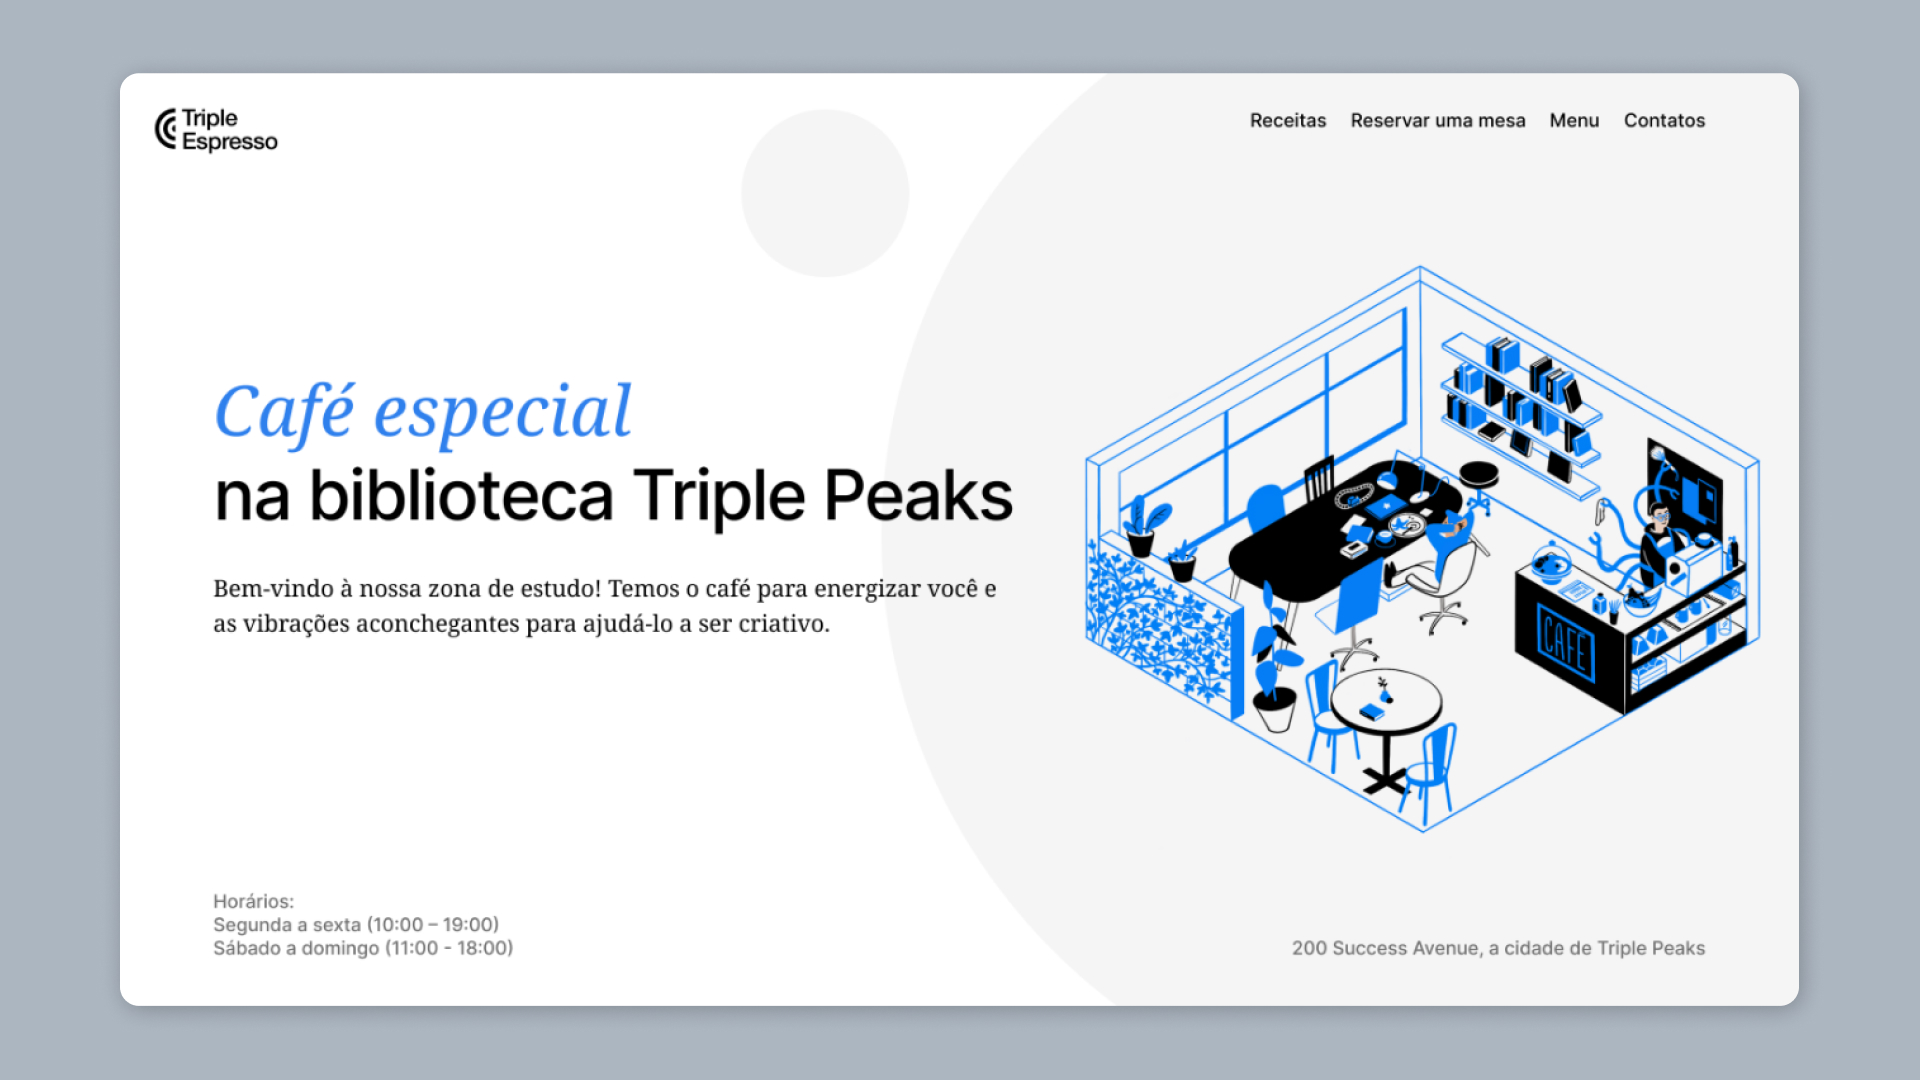 Triple
Espresso
Receitas Reservar uma mesa Menu Contatos
Café especial
na biblioteca Triple Peaks
Bem-vindo à nossa zona de estudo! Temos o café para energizar você e
as vibrações aconchegantes para ajudá-lo a ser criativo.
CAFE
Horários:
Segunda a sexta (10:00 – 19:00)
Sábado a domingo (11:00 - 18:00)
200 Success Avenue, a cidade de Triple Peaks